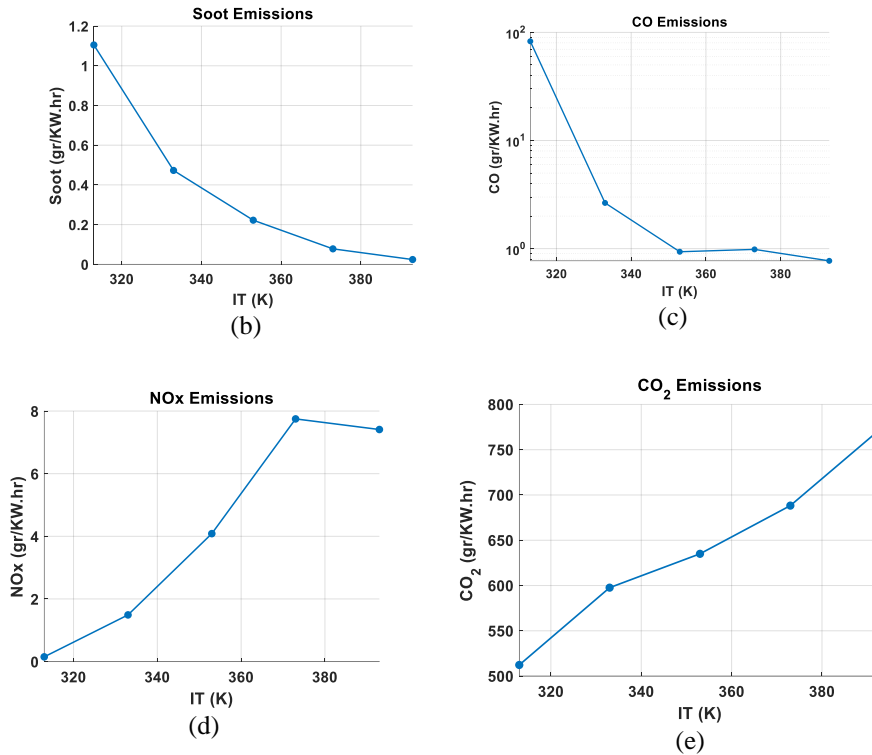 Soot Emissions
1.2
1
0.8
0.6
0.4
0.2
0
Soot (gr/KW.hr)
320 340 360 380
IT (K)
(b)
CO Emissions
10^2
10^1
10^0
CO (gr/KW.hr)
320 340 360 380
IT (K)
(c)
NOx Emissions
8
6
4
2
0
NOx (gr/KW.hr)
320 340 360 380
IT (K)
(d)
CO_2 Emissions
800
750
700
650
600
550
500
CO_2 (gr/KW.hr)
320 340 360 380
IT (K)
(e)